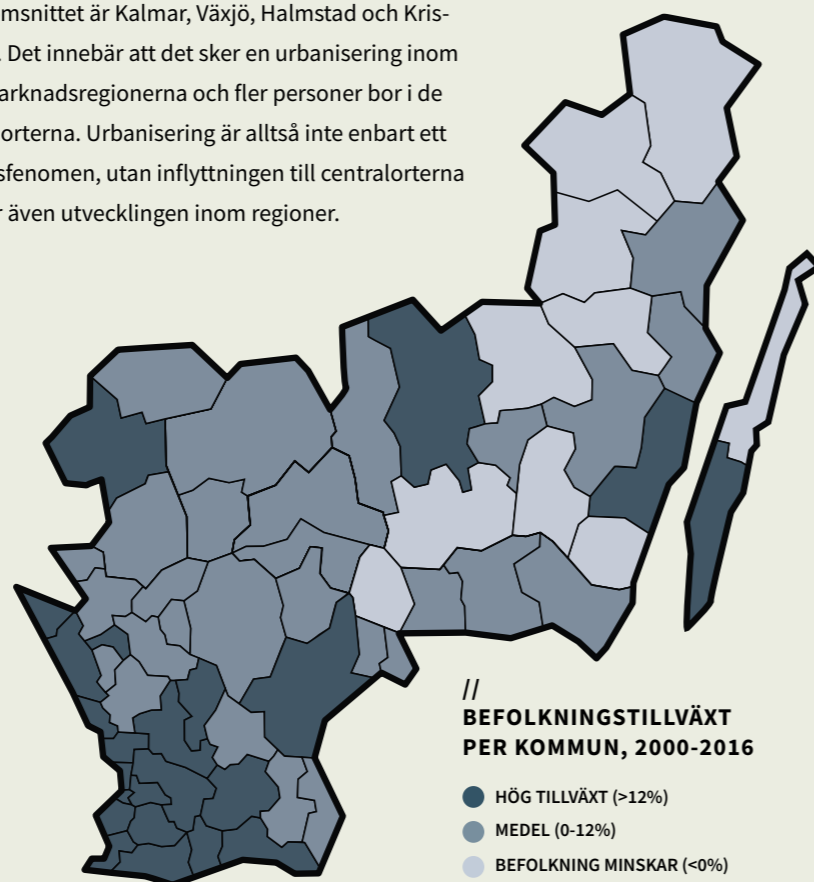 msnittet är Kalmar, Växjö, Halmstad och Kris-
. Det innebär att det sker en urbanisering inom
arknadsregionerna och fler personer bor i de
orterna. Urbanisering är alltså inte enbart ett
sfenomen, utan inflyttningen till centralorterna
r även utvecklingen inom regioner.
//
BEFOLKNINGSTILLVÄXT
PER KOMMUN, 2000-2016
HÖG TILLVÄXT (>12%)
MEDEL (0-12%)
BEFOLKNING MINSKAR (<0%)